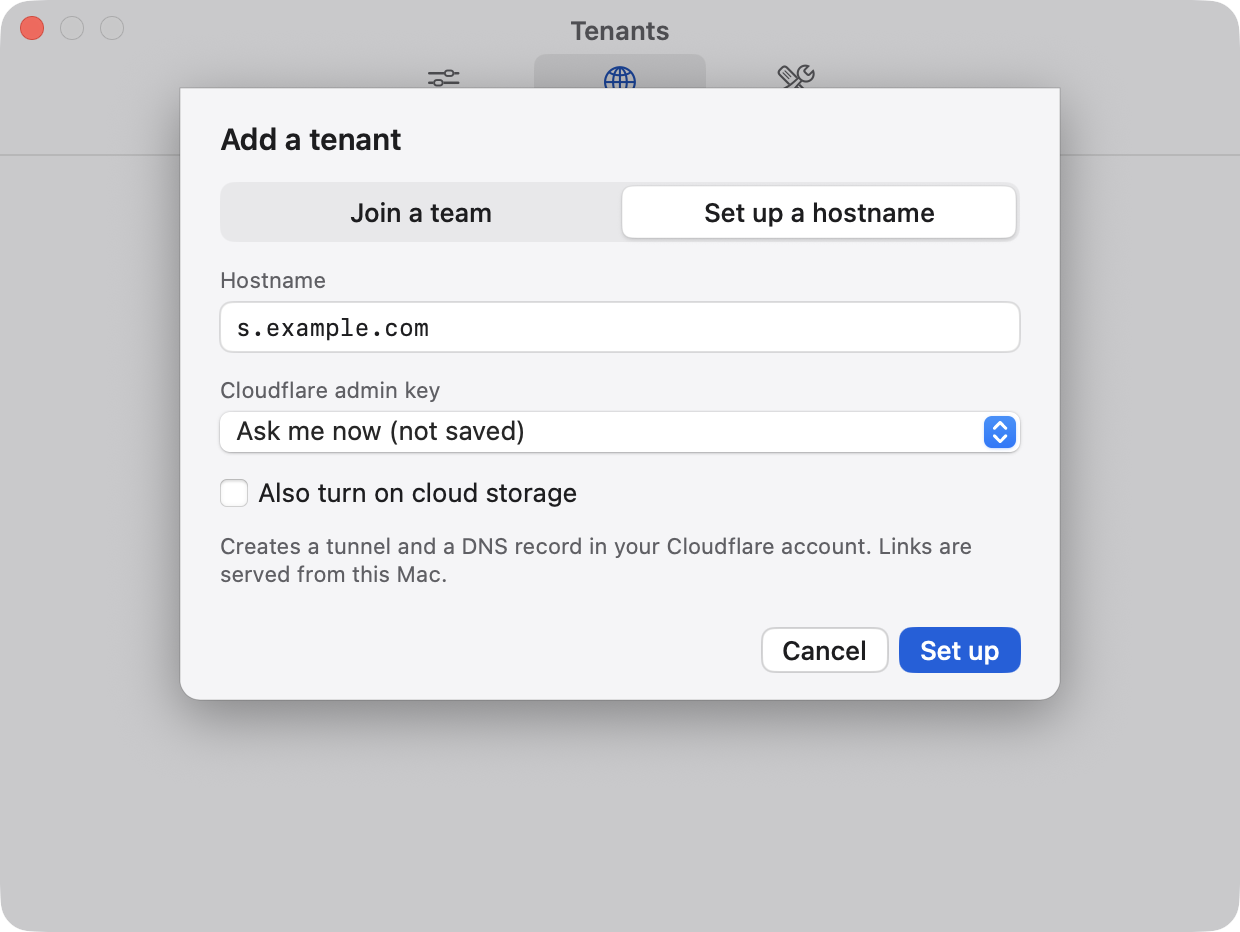 Tenants
Add a tenant
Join a team
Set up a hostname
Hostname
s.example.com
Cloudflare admin key
Ask me now (not saved)
Also turn on cloud storage
Creates a tunnel and a DNS record in your Cloudflare account. Links are
served from this Mac.
Cancel
Set up